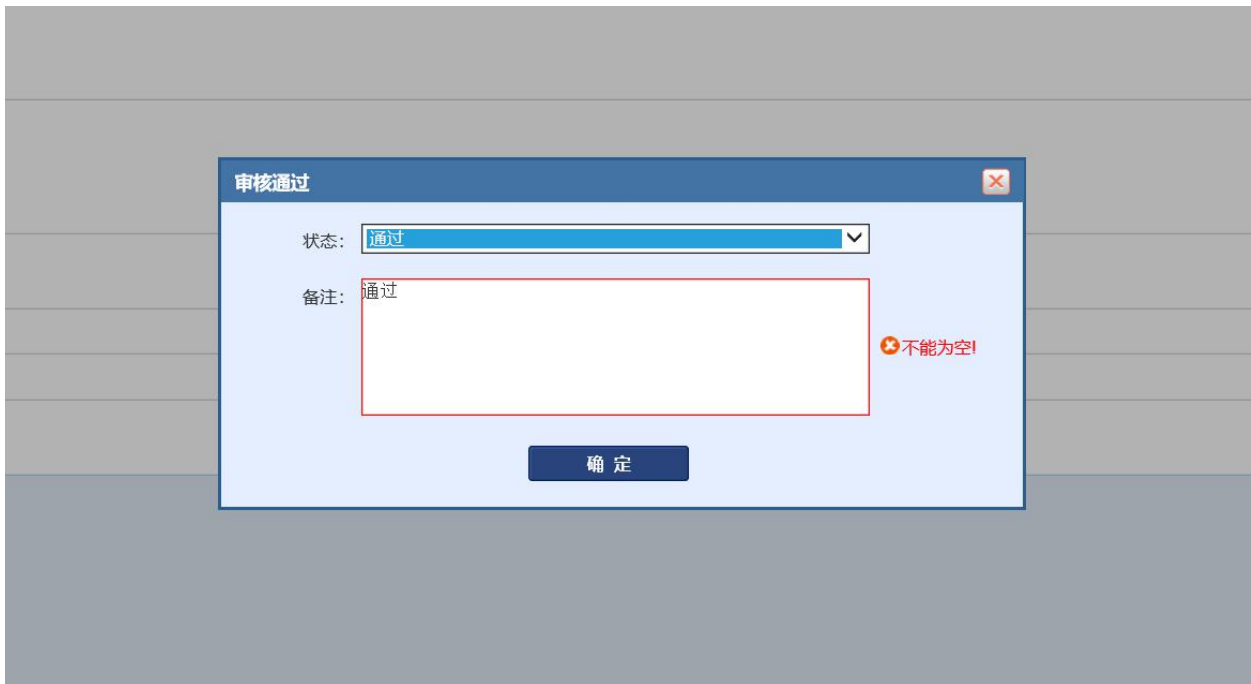 审核通过
状态： 通过
备注： 通过
不能为空!
确 定